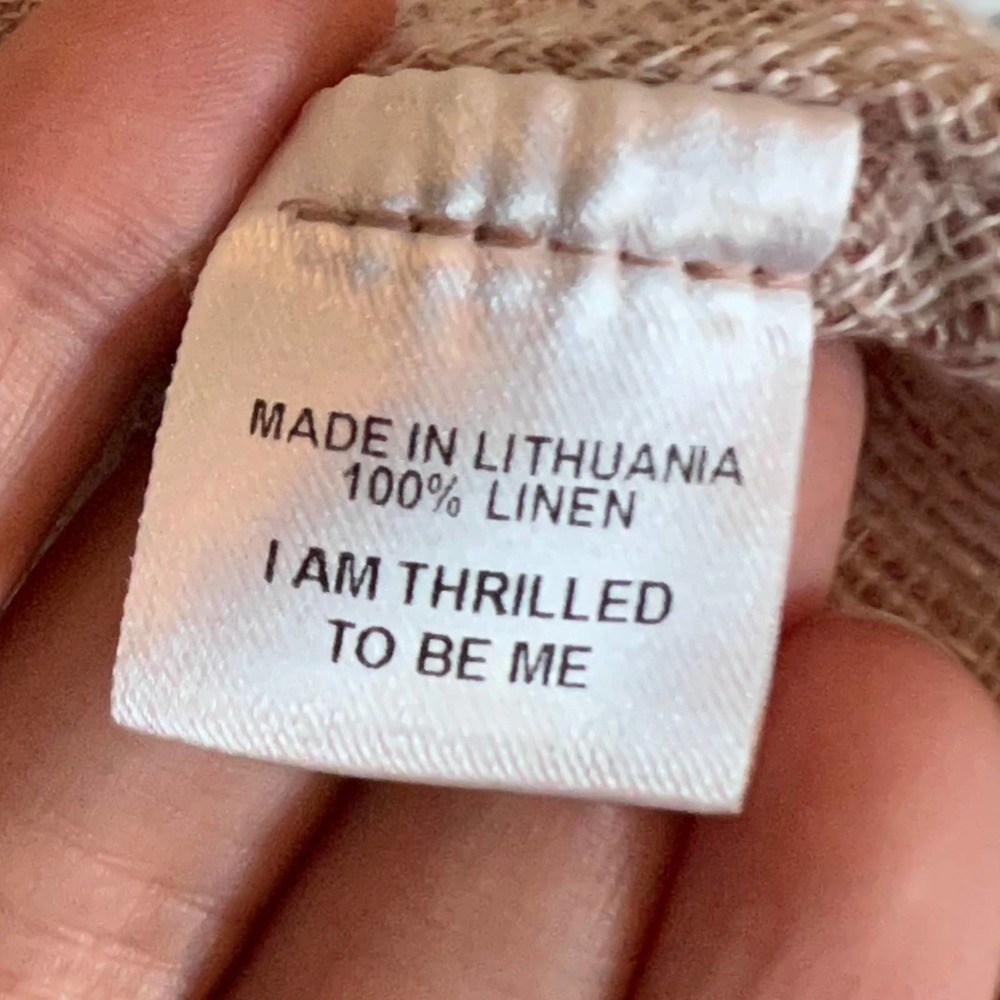 MADE IN LITHUANIA
100% LINEN
I AM THRILLED
TO BE ME